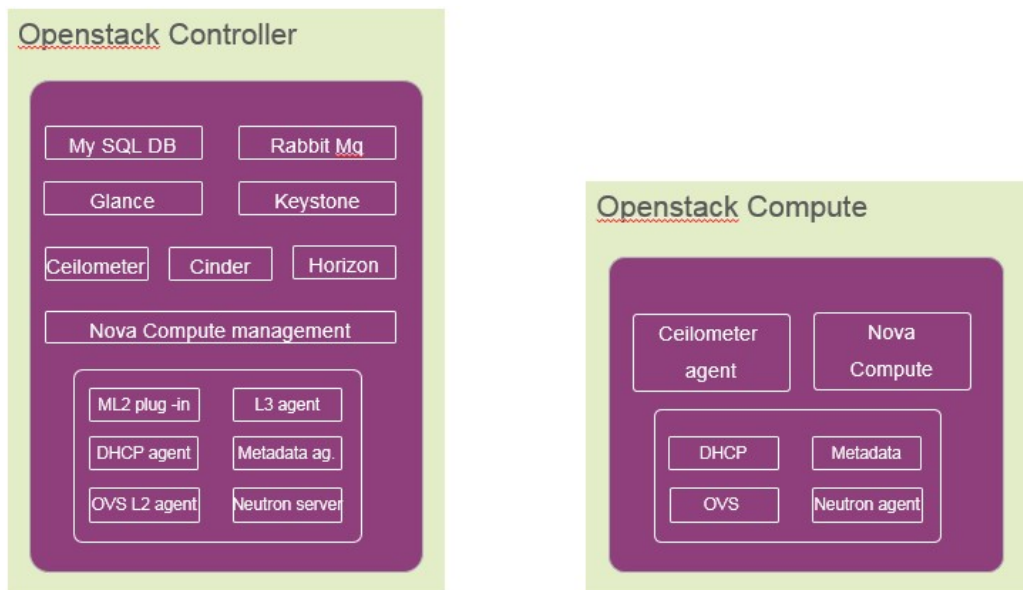 Openstack Controller
My SQL DB
Rabbit Mq
Glance
Keystone
Ceilometer
Cinder
Horizon
Nova Compute management
ML2 plug -in
L3 agent
DHCP agent
Metadata ag.
OVS L2 agent
Neutron server
Openstack Compute
Ceilometer
agent
Nova
Compute
DHCP
Metadata
OVS
Neutron agent